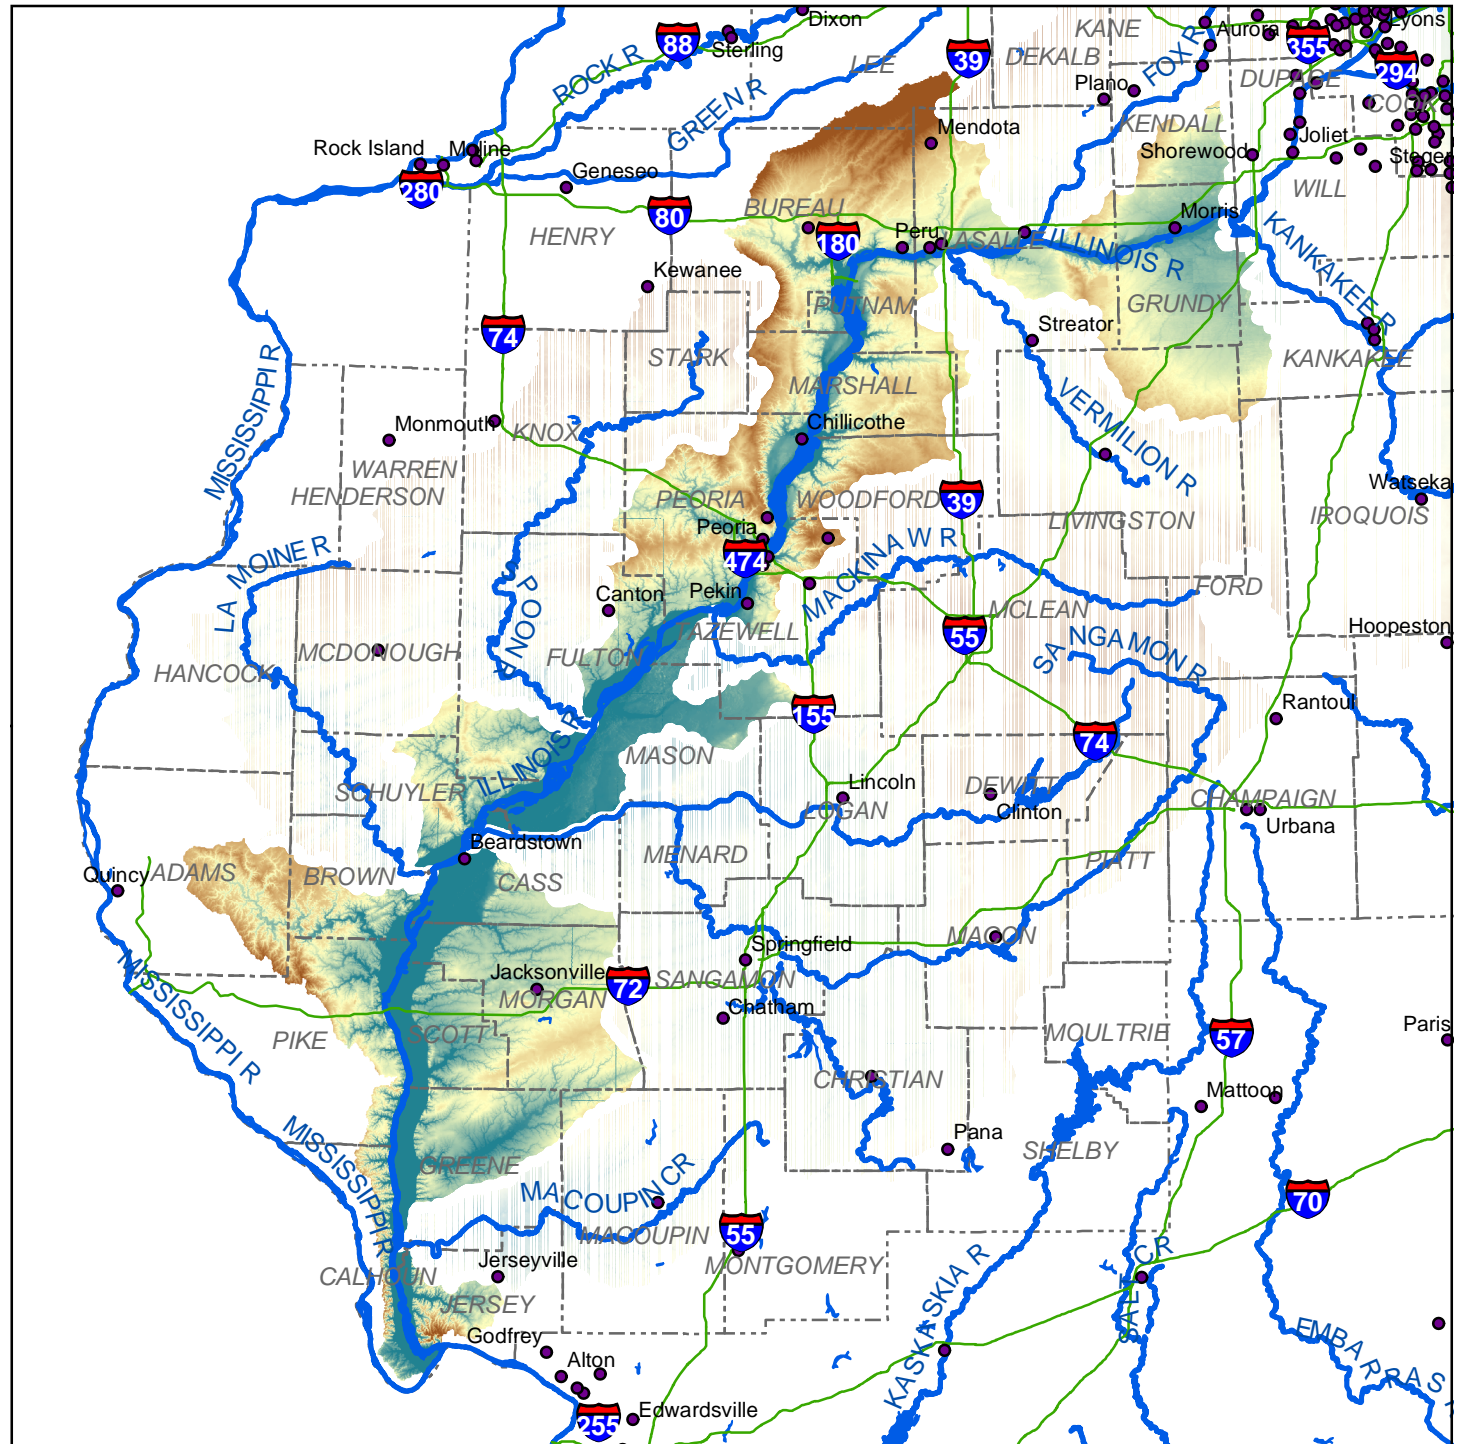 Dixon
Lyons
KANE
Aurora
88
Sterling
39
355
DEKALB
FOX R
LEE
294
ROCK R
DUPAGE
Plano
COOK
GREEN R
KENDALL
Mendota
Joliet
Rock Island
Moline
Shorewood
Steger
Geneseo
280
WILL
80
BUREAU
Morris
HENRY
180
Peru
LASALLE
ILLINOIS R
KANKAKEE R
Kewanee
PUTNAM
GRUNDY
74
Streator
STARK
KANKAKEE
MISSISSIPPI R
MARSHALL
VERMILION R
Monmouth
KNOX
Chillicothe
WARREN
Watseka
HENDERSON
PEORIA
WOODFORD
39
IROQUOIS
Peoria
LIVINGSTON
LA MOINE R
474
MACKINAW R
FORD
Canton
Pekin
MCLEAN
SPOON R
TAZEWELL
55
Hoopeston
MCDONOUGH
FULTON
SANGAMON R
HANCOCK
Rantoul
155
ILLINOIS R
74
MASON
SCHUYLER
Lincoln
DEWITT
CHAMPAIGN
LOGAN
Clinton
Urbana
Beardstown
MENARD
PIATT
Quincy
ADAMS
BROWN
CASS
MACON
Springfield
MISSISSIPPI R
Jacksonville
72
SANGAMON
MORGAN
Chatham
PIKE
SCOTT
MOULTRIE
57
Paris
CHRISTIAN
Mattoon
MISSISSIPPI R
Pana
SHELBY
GREENE
MACOUPIN CR
70
MACOUPIN
55
Jerseyville
MONTGOMERY
CALHOUN
KASKASKIA R
SALT CR
JERSEY
Godfrey
EMBARRAS
Alton
255
Edwardsville